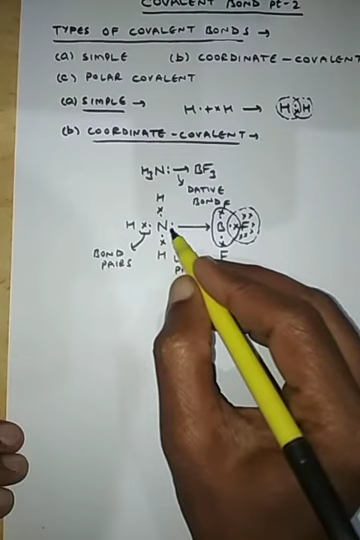 COVALENT BOND Pt-2
TYPES OF COVALENT BONDS →
(a) SIMPLE (b) COORDINATE-COVALENT
(c) POLAR COVALENT
(a) SIMPLE → H·+×H → H H
(b) COORDINATE-COVALENT →
H₃N: → BF₃
DATIVE
BOND
H F
H N: → B F
H F
BOND
PAIRS